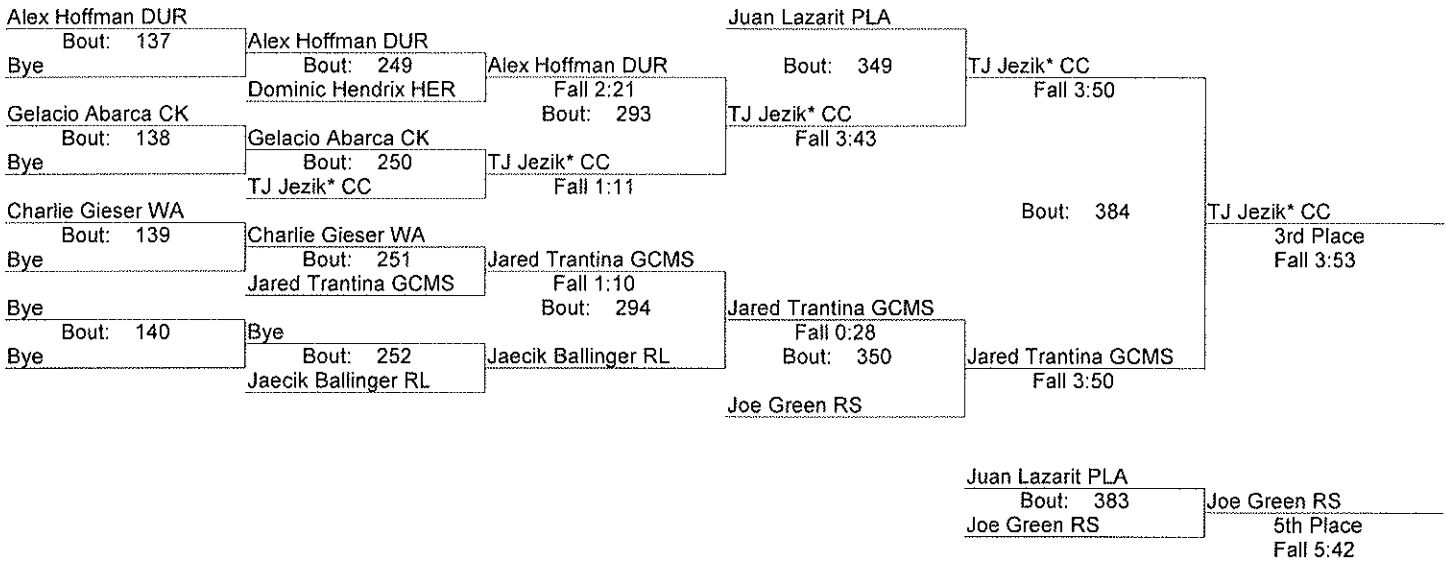 Alex Hoffman DUR
Bout: 137
Bye
Gelacio Abarca CK
Bout: 138
Bye
Charlie Gieser WA
Bout: 139
Bye
Bye
Bout: 140
Bye
Alex Hoffman DUR
Bout: 249
Dominic Hendrix HER
Gelacio Abarca CK
Bout: 250
TJ Jezik* CC
Charlie Gieser WA
Bout: 251
Jared Trantina GCMS
Bye
Bout: 252
Jaecik Ballinger RL
Alex Hoffman DUR
Fall 2:21
Bout: 293
TJ Jezik* CC
Fall 1:11
Jared Trantina GCMS
Fall 1:10
Bout: 294
Jaecik Ballinger RL
Juan Lazarit PLA
Bout: 349
TJ Jezik* CC
Fall 3:43
Jared Trantina GCMS
Fall 0:28
Bout: 350
Joe Green RS
TJ Jezik* CC
Fall 3:50
Bout: 384
Jared Trantina GCMS
Fall 3:50
TJ Jezik* CC
3rd Place
Fall 3:53
Juan Lazarit PLA
Bout: 383
Joe Green RS
Joe Green RS
5th Place
Fall 5:42